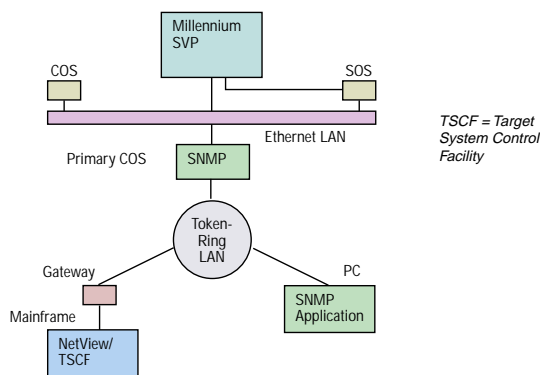 Millennium
SVP
COS
SOS
Ethernet LAN
TSCF = Target
System Control
Facility
Primary COS
SNMP
Token-
Ring
LAN
Gateway
PC
Mainframe
SNMP
Application
NetView/
TSCF